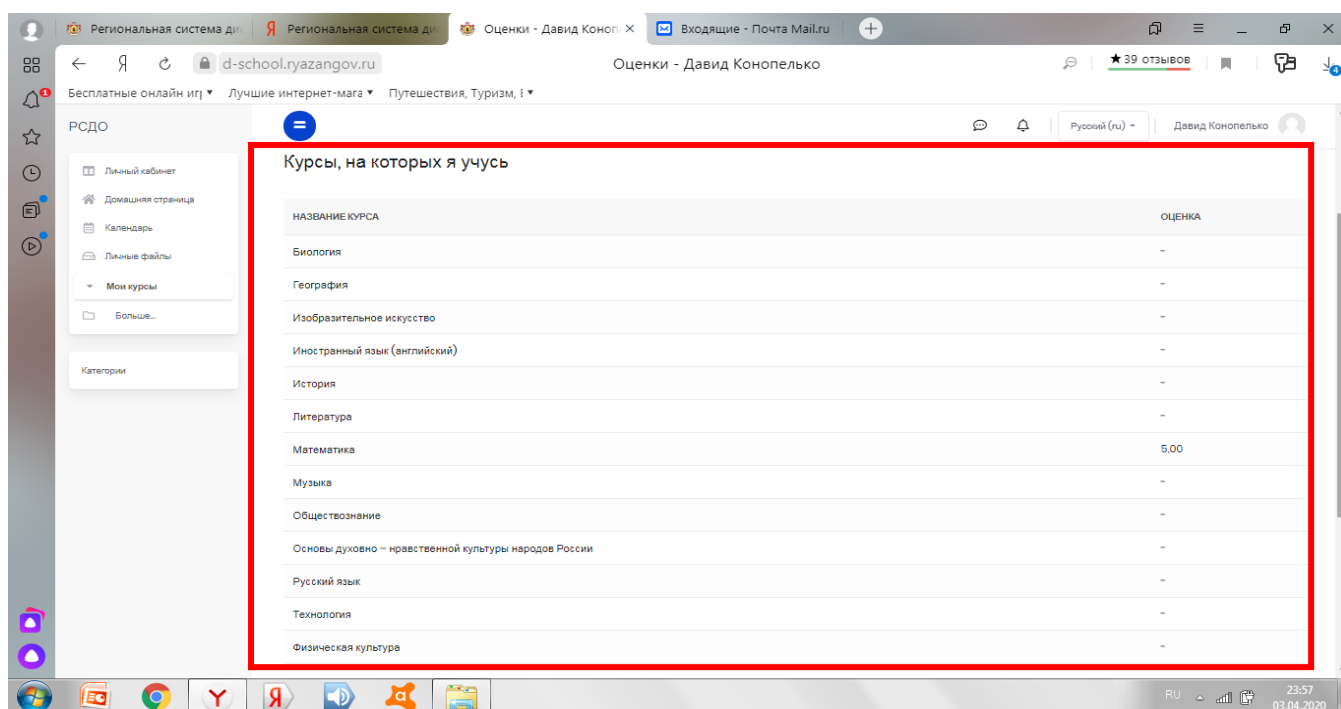 Региональная система ди
Региональная система ди
Оценки - Давид Коноп
Входящие - Почта Mail.ru
d-school.ryazangov.ru
Оценки - Давид Конопелько
★ 39 отзывов
4
1
Бесплатные онлайн иг
Лучшие интернет-мага
Путешествия, Туризм,
РСДО
Русский (ru)
Давид Конопелько
Личный кабинет
Домашняя страница
Календарь
Личные файлы
Мои курсы
Больше...
Категории
Курсы, на которых я учусь
НАЗВАНИЕ КУРСА ОЦЕНКА
Биология -
География -
Изобразительное искусство -
Иностранный язык (английский) -
История -
Литература -
Математика 5,00
Музыка -
Обществознание -
Основы духовно – нравственной культуры народов России -
Русский язык -
Технология -
Физическая культура -
RU
23:57
03.04.2020